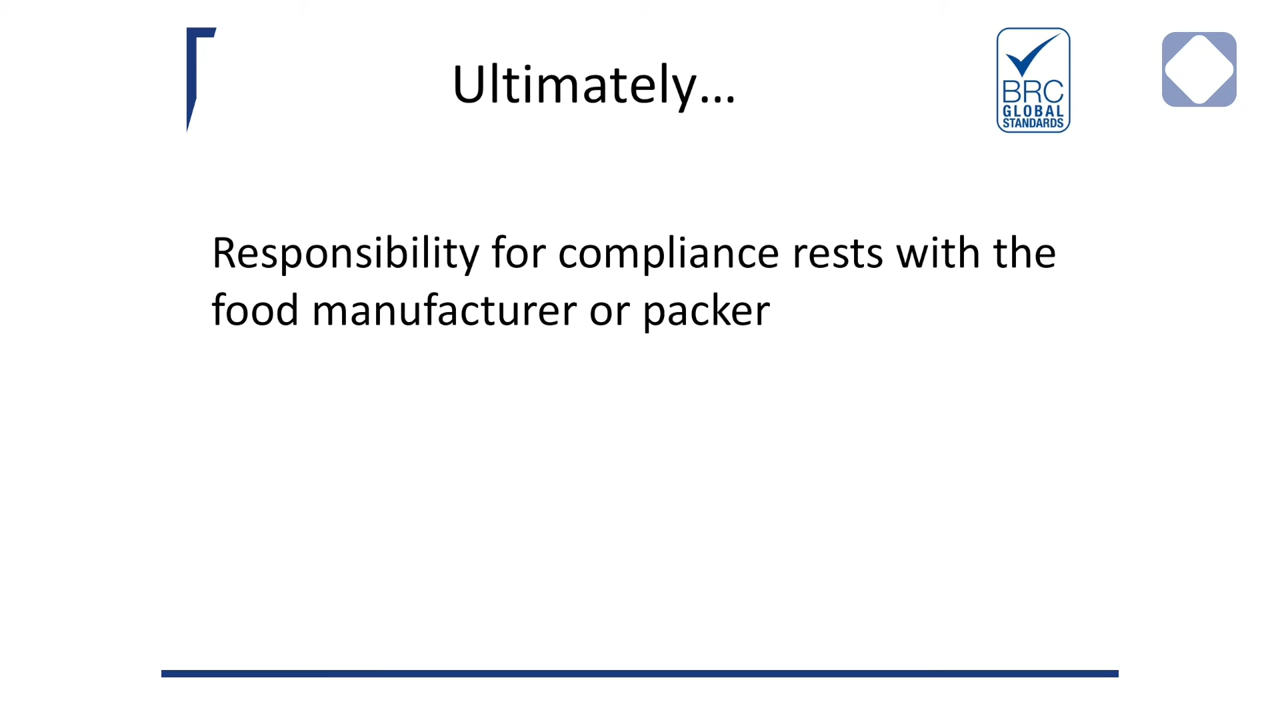 Ultimately...
BRC
GLOBAL
STANDARDS
Responsibility for compliance rests with the
food manufacturer or packer